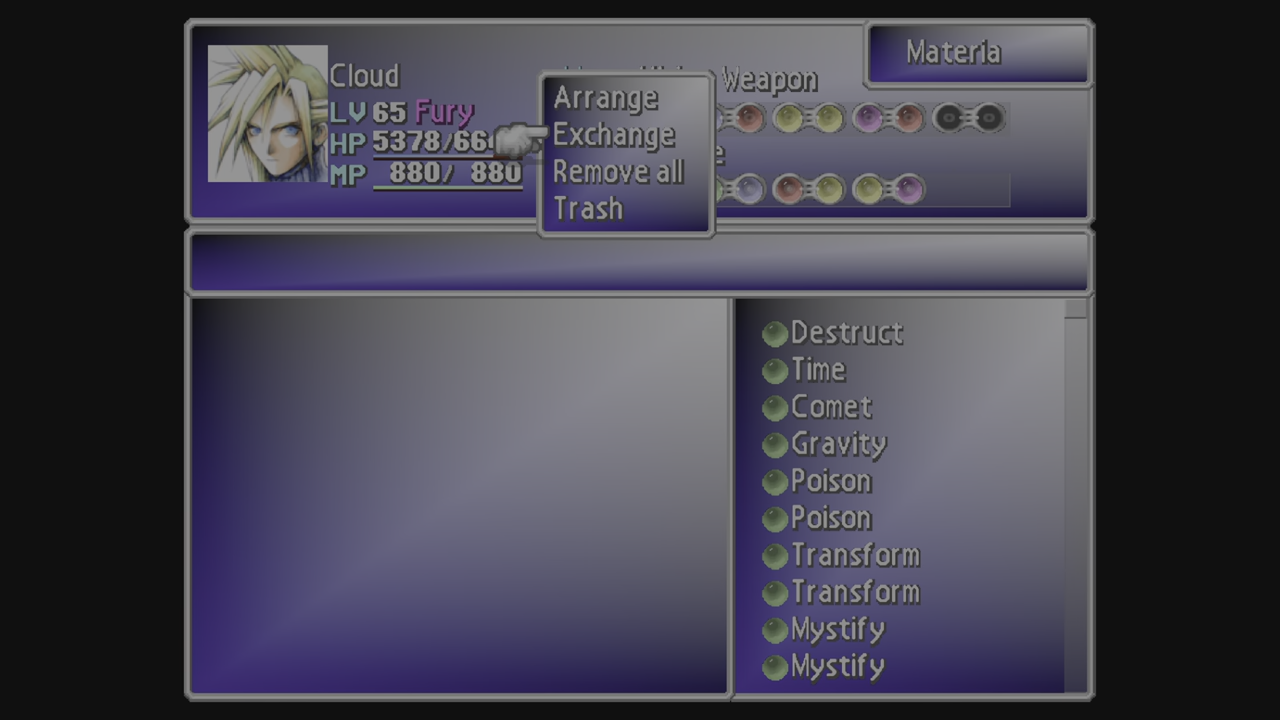 Materia
Cloud
Weapon
LV 65 Fury
HP 5378/66
MP 880/ 880
Arrange
Exchange
Remove all
Trash
Destruct
Time
Comet
Gravity
Poison
Poison
Transform
Transform
Mystify
Mystify